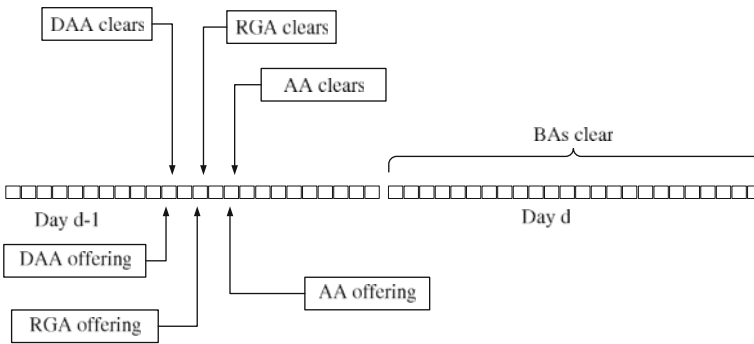 DAA clears
RGA clears
AA clears
BAs clear
Day d-1
Day d
DAA offering
AA offering
RGA offering